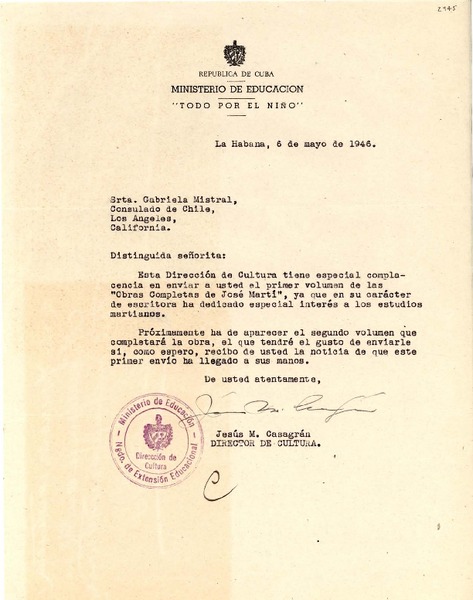 2945
REPUBLICA DE CUBA
MINISTERIO DE EDUCACION
"TODO POR EL NIÑO"
La Habana, 6 de mayo de 1946.
Srta. Gabriela Mistral,
Consulado de Chile,
Los Angeles,
California.
Distinguida señorita:
Esta Dirección de Cultura tiene especial compla-
cencia en enviar a usted el primer volumen de las
"Obras Completas de José Martí", ya que en su carácter
de escritora ha dedicado especial interés a los estudios
martianos.
Próximamente ha de aparecer el segundo volumen que
completará la obra, el que tendré el gusto de enviarle
si, como espero, recibo de usted la noticia de que este
primer envío ha llegado a sus manos.
De usted atentamente,
Jesús M. Casagrán
DIRECTOR DE CULTURA.
Ministerio de Educación
Dirección de
Cultura
Negdo. de Extensión Educacional
C